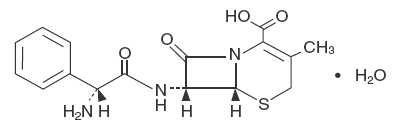 HO O
O O N CH₃
N
H
H₂N H H H S
• H₂O